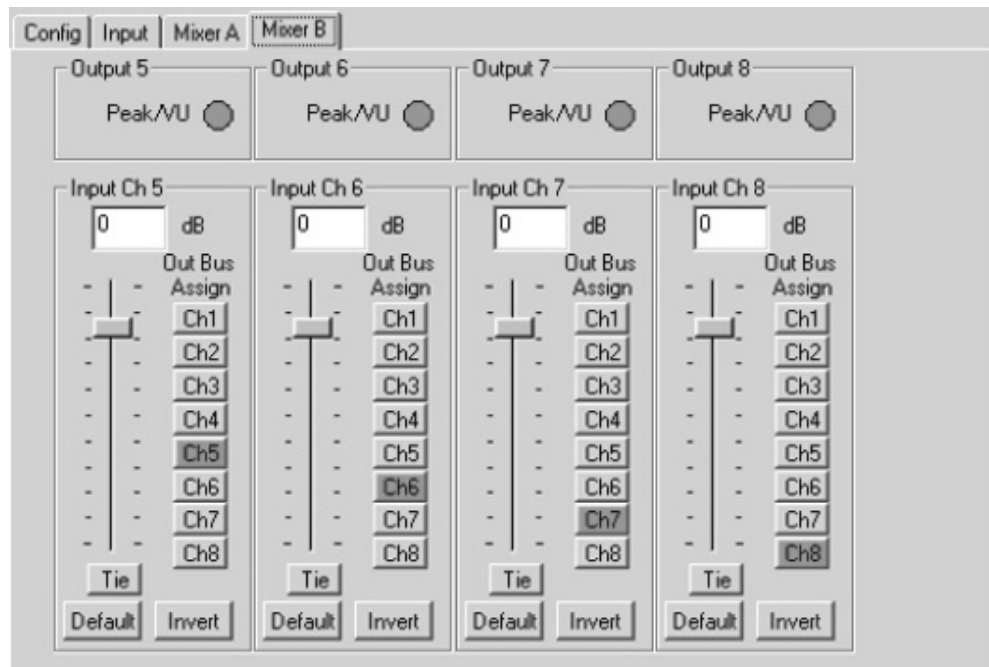 Config Input Mixer A Mixer B
Output 5 Output 6 Output 7 Output 8
Peak/VU Peak/VU Peak/VU Peak/VU
Input Ch 5 Input Ch 6 Input Ch 7 Input Ch 8
0 dB 0 dB 0 dB 0 dB
Out Bus Out Bus Out Bus Out Bus
Assign Assign Assign Assign
Ch1 Ch1 Ch1 Ch1
Ch2 Ch2 Ch2 Ch2
Ch3 Ch3 Ch3 Ch3
Ch4 Ch4 Ch4 Ch4
Ch5 Ch5 Ch5 Ch5
Ch6 Ch6 Ch6 Ch6
Ch7 Ch7 Ch7 Ch7
Ch8 Ch8 Ch8 Ch8
Tie Tie Tie Tie
Default Invert Default Invert Default Invert Default Invert